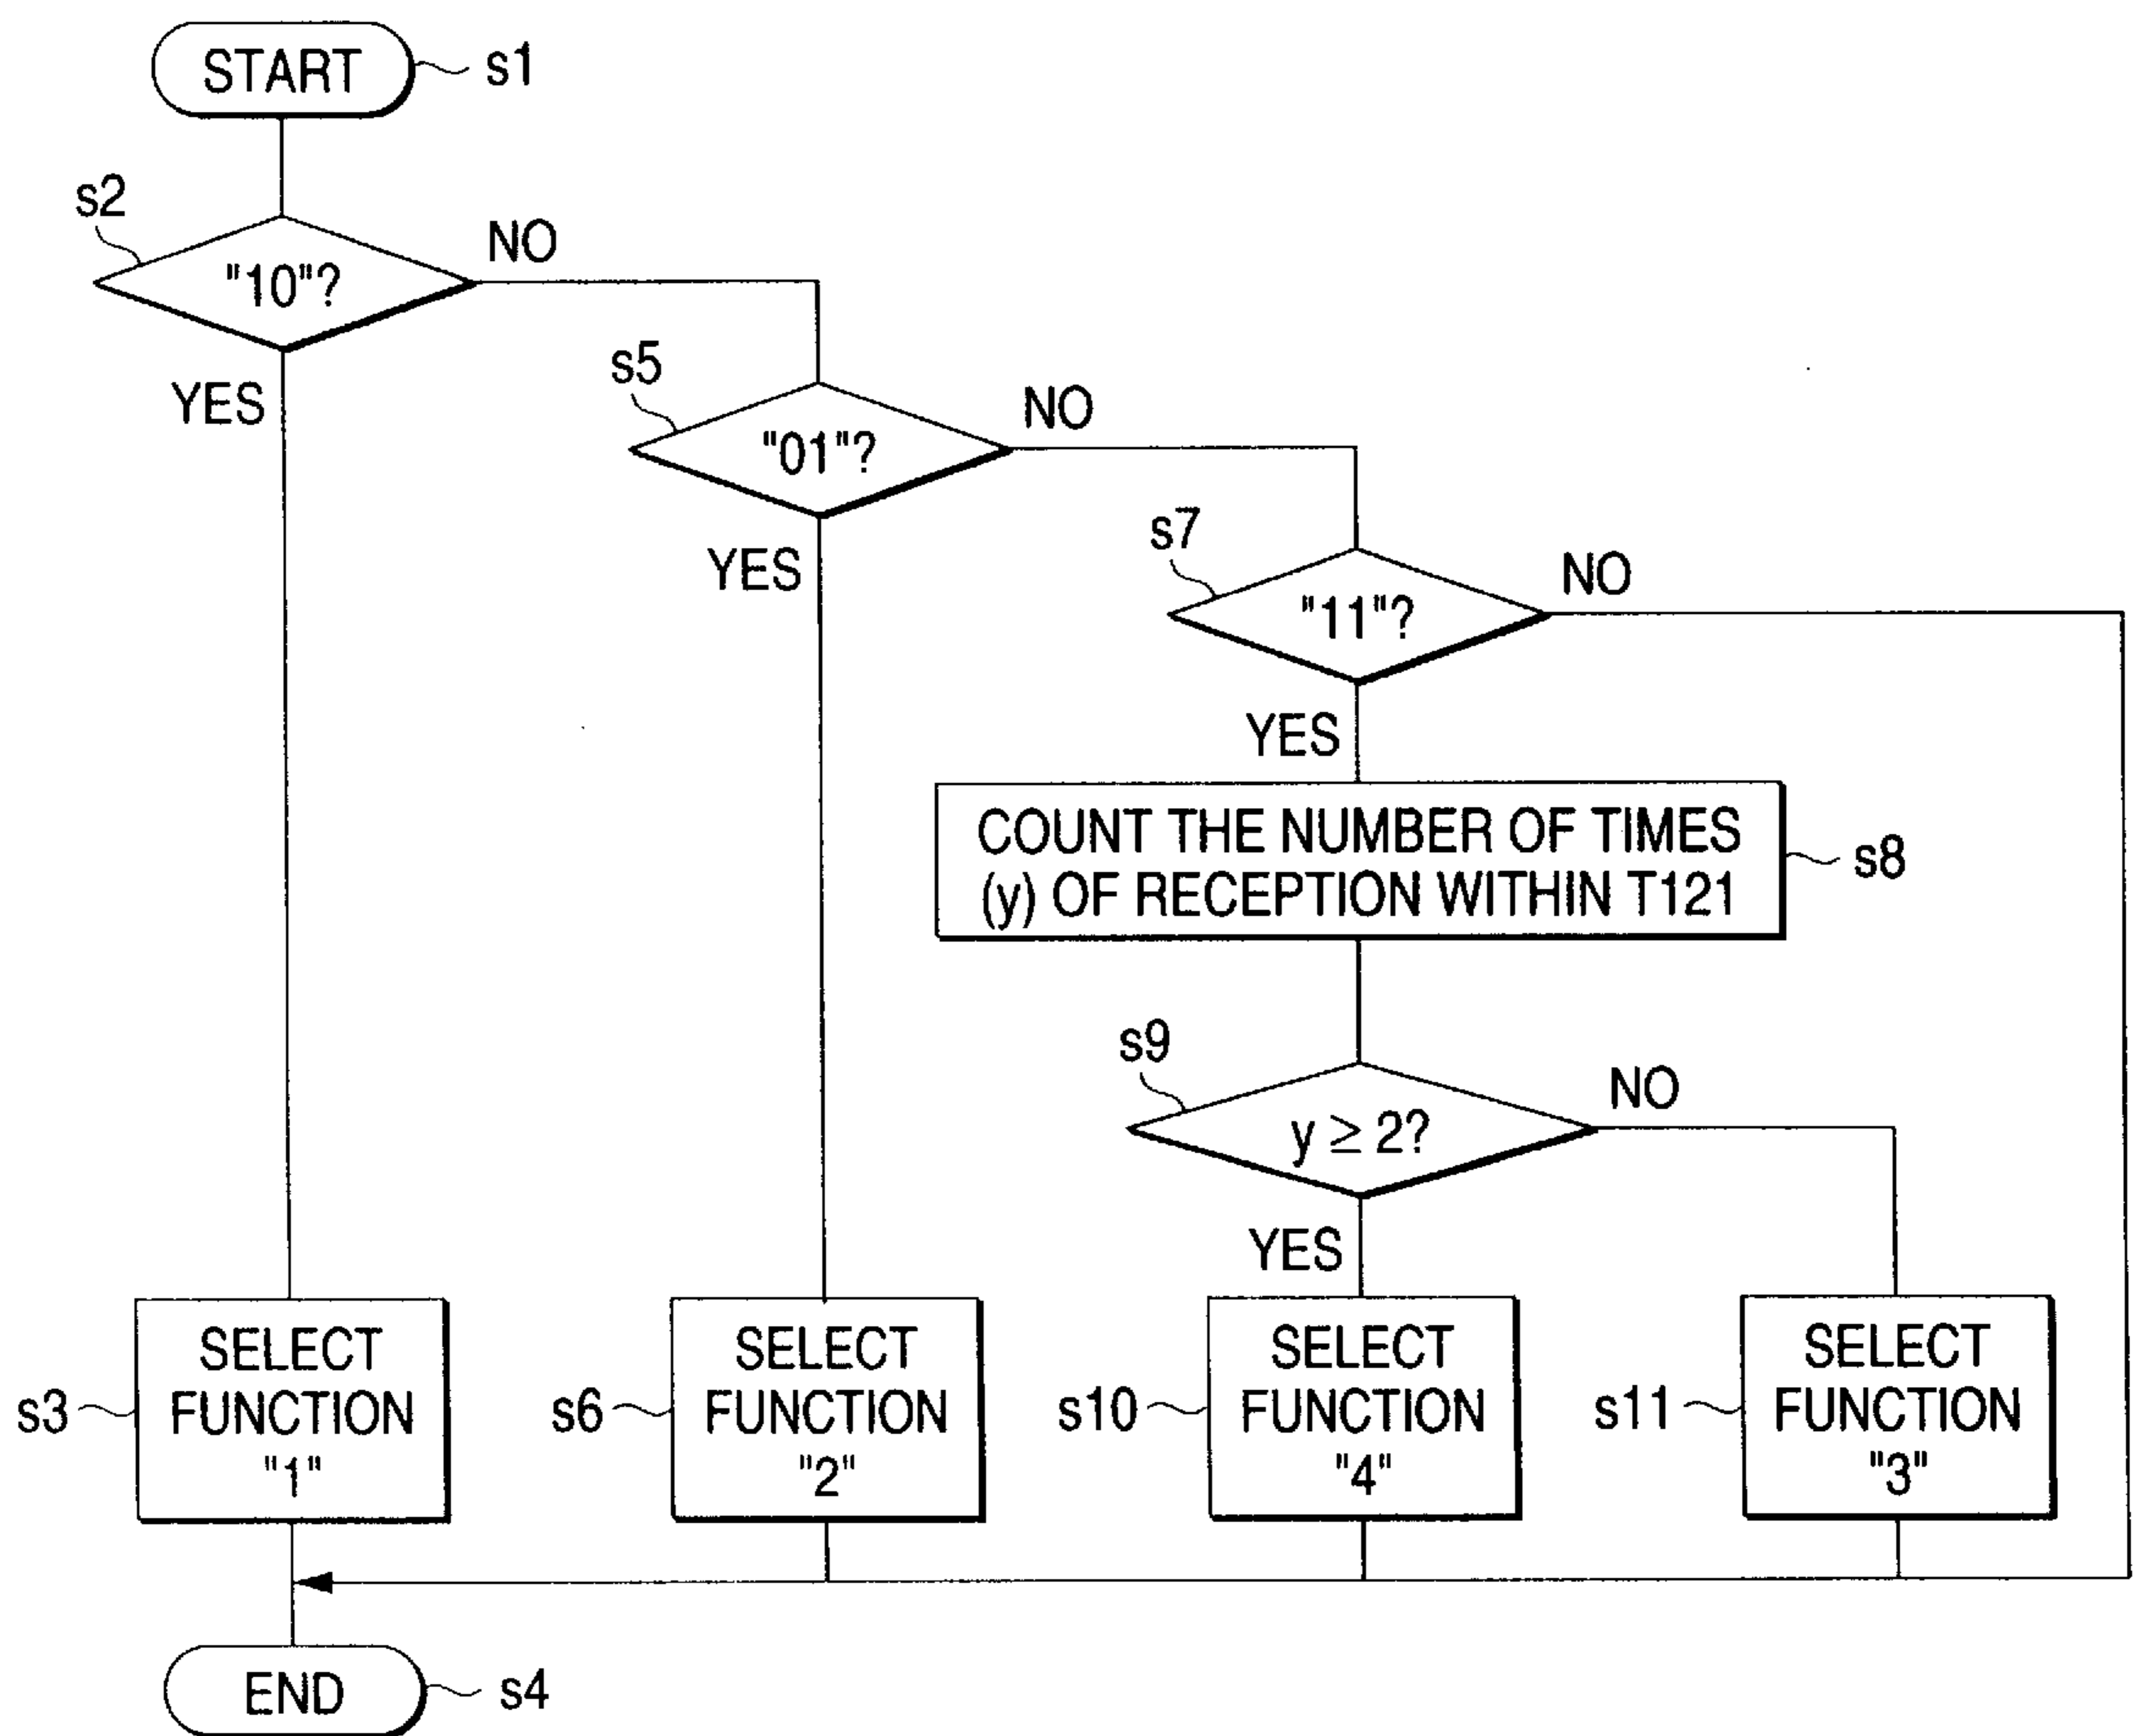 START
s1
s2
"10"?
NO
YES
s5
"01"?
NO
YES
s7
"11"?
NO
YES
COUNT THE NUMBER OF TIMES
(y) OF RECEPTION WITHIN T121
s8
s9
y ≥ 2?
NO
YES
s3
SELECT
FUNCTION
"1"
s6
SELECT
FUNCTION
"2"
s10
SELECT
FUNCTION
"4"
s11
SELECT
FUNCTION
"3"
END
s4